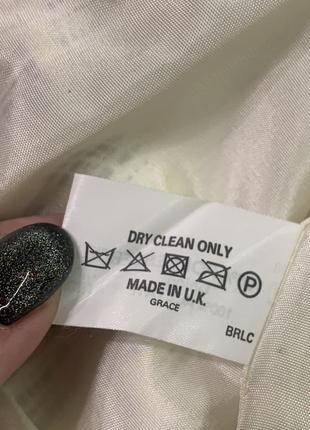 DRY CLEAN ONLY
P
MADE IN U.K.
GRACE
BRLC